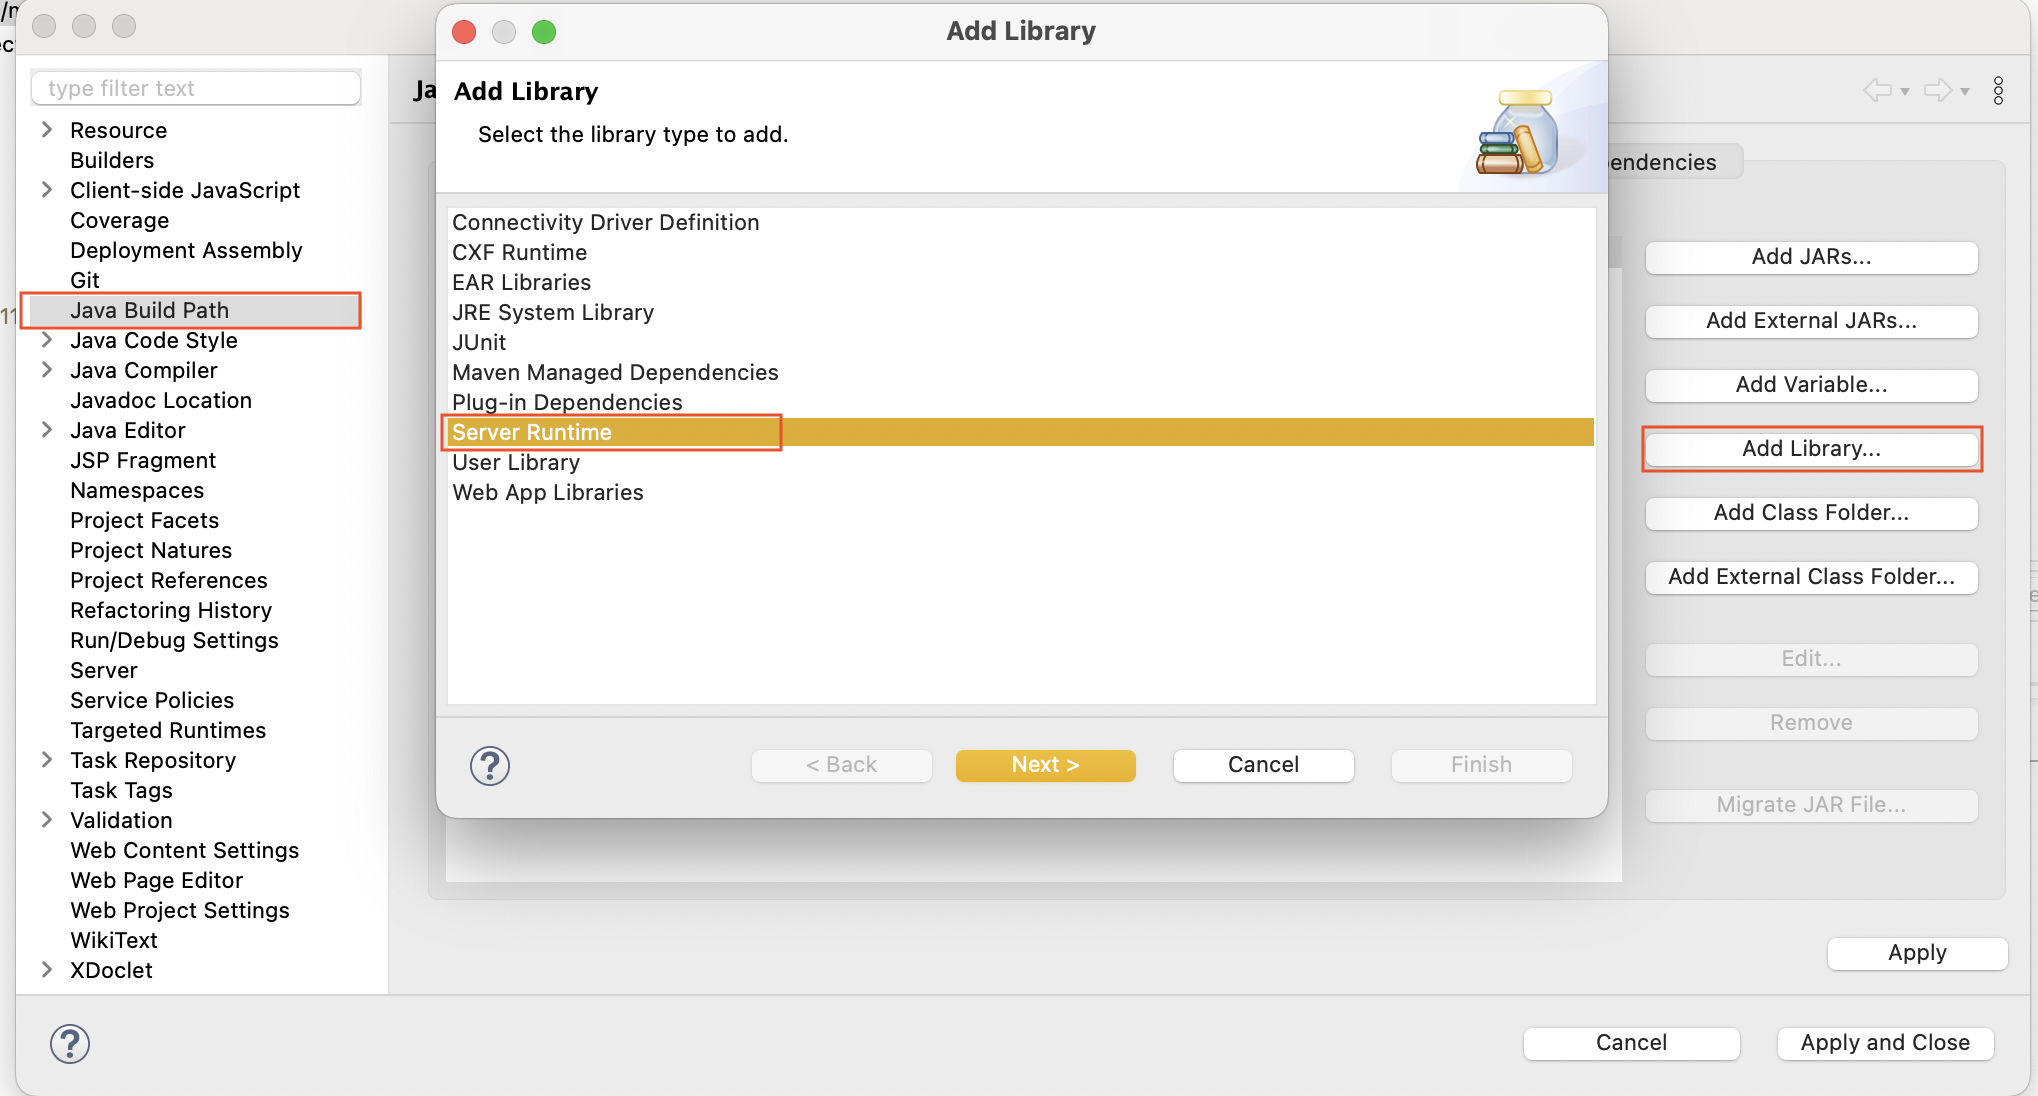 Add Library
type filter text
Resource
Builders
Client-side JavaScript
Coverage
Deployment Assembly
Git
Java Build Path
Java Code Style
Java Compiler
Javadoc Location
Java Editor
JSP Fragment
Namespaces
Project Facets
Project Natures
Project References
Refactoring History
Run/Debug Settings
Server
Service Policies
Targeted Runtimes
Task Repository
Task Tags
Validation
Web Content Settings
Web Page Editor
Web Project Settings
WikiText
XDoclet
Add Library
Select the library type to add.
Connectivity Driver Definition
CXF Runtime
EAR Libraries
JRE System Library
JUnit
Maven Managed Dependencies
Plug-in Dependencies
Server Runtime
User Library
Web App Libraries
< Back
Next >
Cancel
Finish
Add JARs...
Add External JARs...
Add Variable...
Add Library...
Add Class Folder...
Add External Class Folder...
Edit...
Remove
Migrate JAR File...
Apply
Cancel
Apply and Close